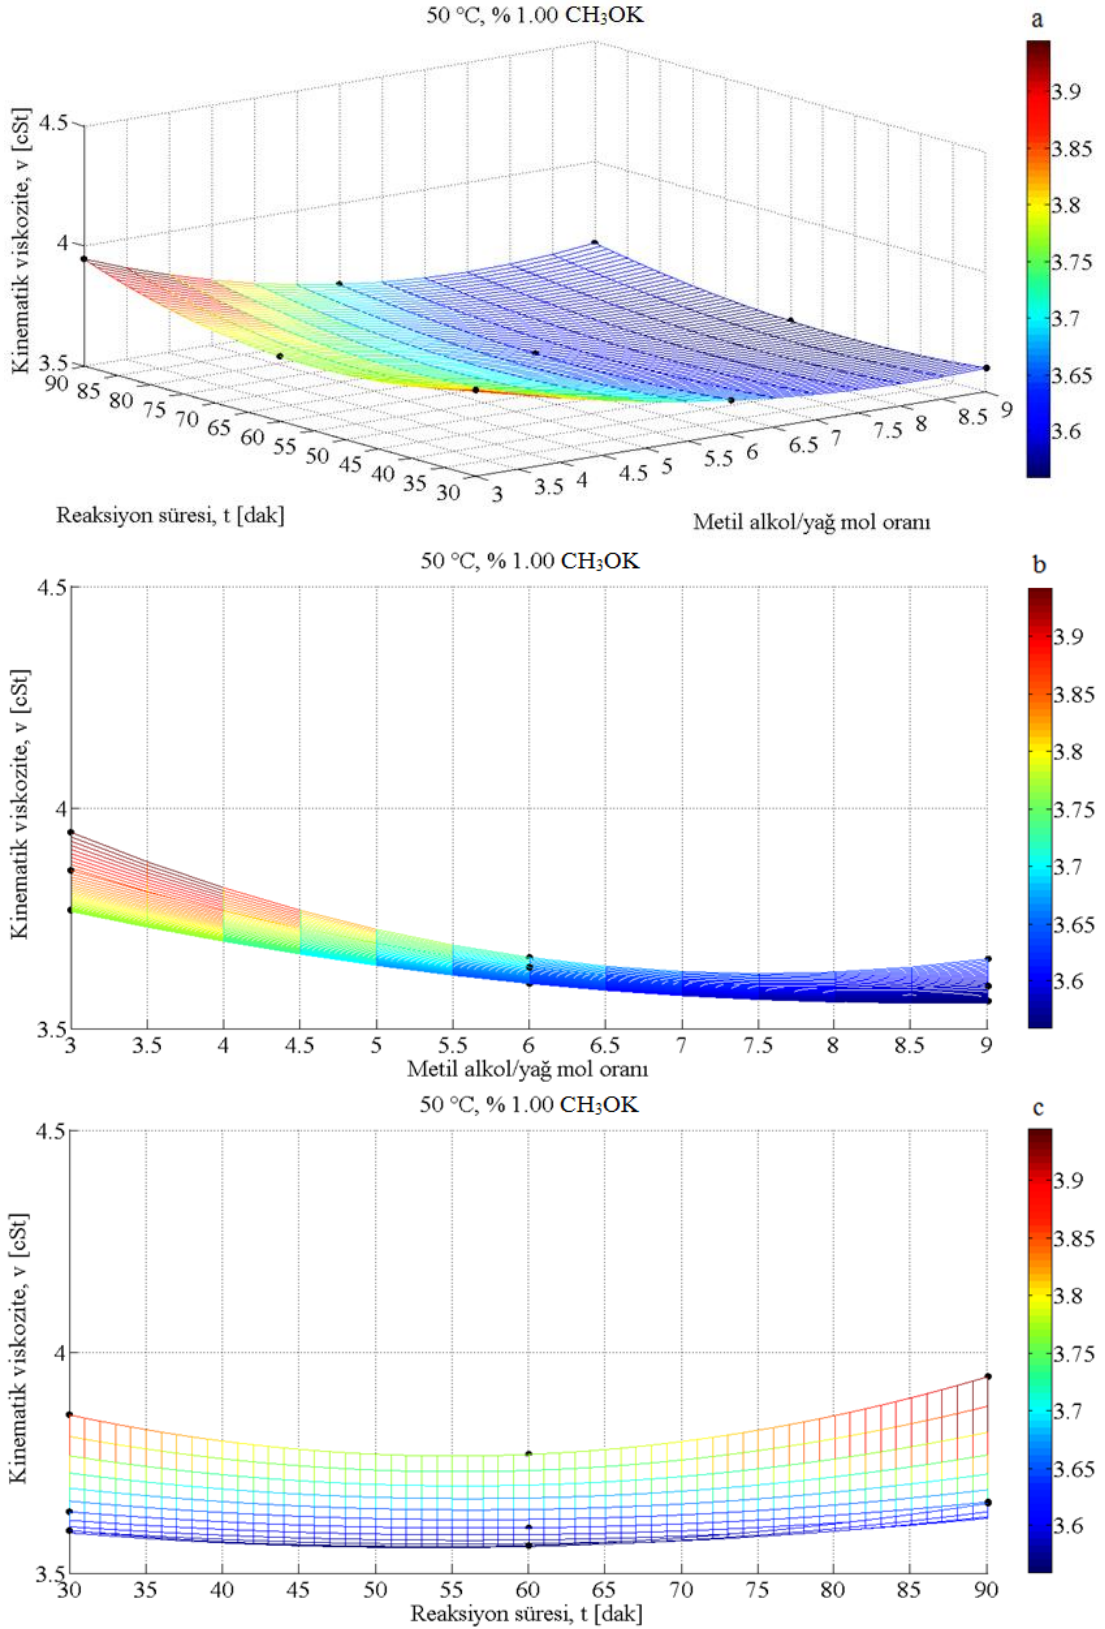 50 °C, % 1.00 CH₃OK
a
Kinematik viskozite, v [cSt]
4.5
4
3.5
90 85 80 75 70 65 60 55 50 45 40 35 30
3 3.5 4 4.5 5 5.5 6 6.5 7 7.5 8 8.5 9
Reaksiyon süresi, t [dak]
Metil alkol/yağ mol oranı
3.9
3.85
3.8
3.75
3.7
3.65
3.6
50 °C, % 1.00 CH₃OK
b
Kinematik viskozite, v [cSt]
4.5
4
3.5
3 3.5 4 4.5 5 5.5 6 6.5 7 7.5 8 8.5 9
Metil alkol/yağ mol oranı
3.9
3.85
3.8
3.75
3.7
3.65
3.6
50 °C, % 1.00 CH₃OK
c
Kinematik viskozite, v [cSt]
4.5
4
3.5
30 35 40 45 50 55 60 65 70 75 80 85 90
Reaksiyon süresi, t [dak]
3.9
3.85
3.8
3.75
3.7
3.65
3.6